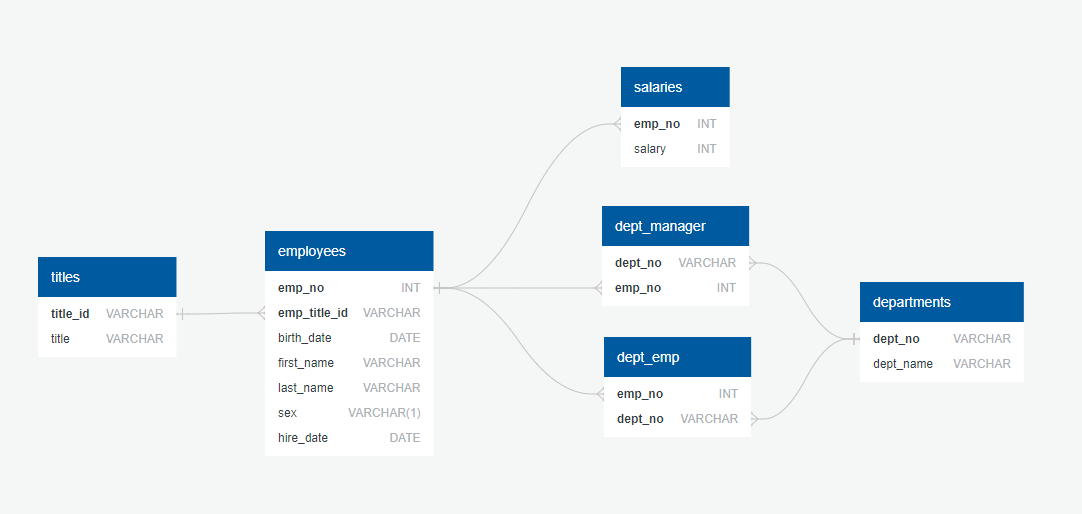 titles
title_id VARCHAR
title VARCHAR
employees
emp_no INT
emp_title_id VARCHAR
birth_date DATE
first_name VARCHAR
last_name VARCHAR
sex VARCHAR(1)
hire_date DATE
salaries
emp_no INT
salary INT
dept_manager
dept_no VARCHAR
emp_no INT
dept_emp
emp_no INT
dept_no VARCHAR
departments
dept_no VARCHAR
dept_name VARCHAR